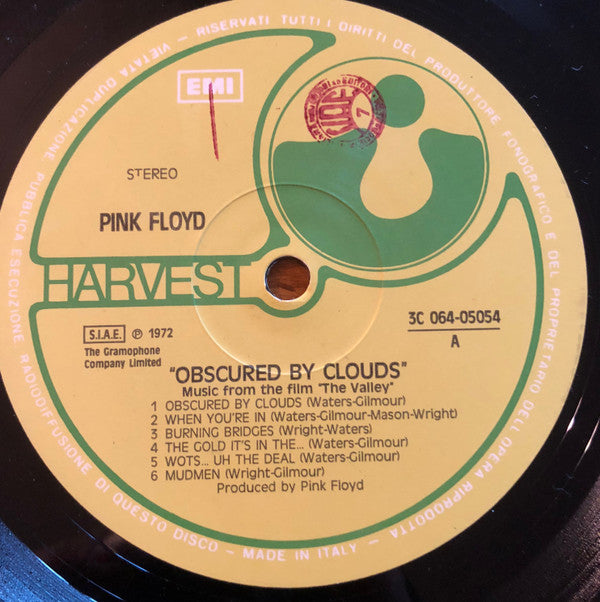 VIETATA DUPLICAZIONE PUBBLICA ESECUZIONE RADIODIFFUSIONE DI QUESTO DISCO – MADE IN ITALY – RISERVATI TUTTI I DIRITTI DEL PRODUTTORE FONOGRAFICO E DEL PROPRIETARIO DELL'OPERA RIPRODOTTA
EMI
STEREO
PINK FLOYD
HARVEST
S.I.A.E. ℗ 1972
The Gramophone
Company Limited
3C 064-05054
A
"OBSCURED BY CLOUDS"
Music from the film "The Valley"
1 OBSCURED BY CLOUDS (Waters-Gilmour)
2 WHEN YOU'RE IN (Waters-Gilmour-Mason-Wright)
3 BURNING BRIDGES (Wright-Waters)
4 THE GOLD IT'S IN THE... (Waters-Gilmour)
5 WOTS... UH THE DEAL (Waters-Gilmour)
6 MUDMEN (Wright-Gilmour)
Produced by Pink Floyd